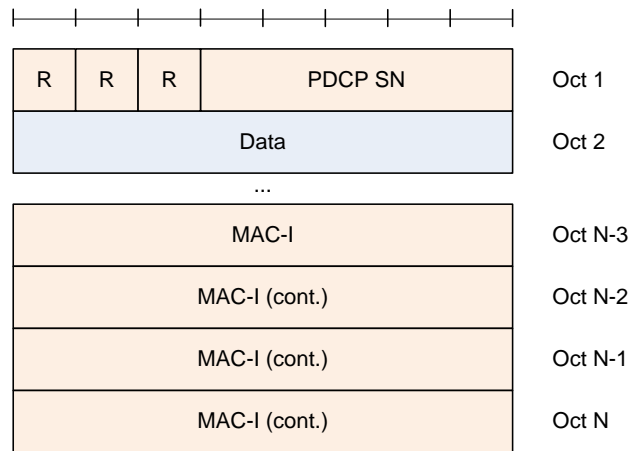 R R R PDCP SN Oct 1
Data Oct 2
...
MAC-I Oct N-3
MAC-I (cont.) Oct N-2
MAC-I (cont.) Oct N-1
MAC-I (cont.) Oct N